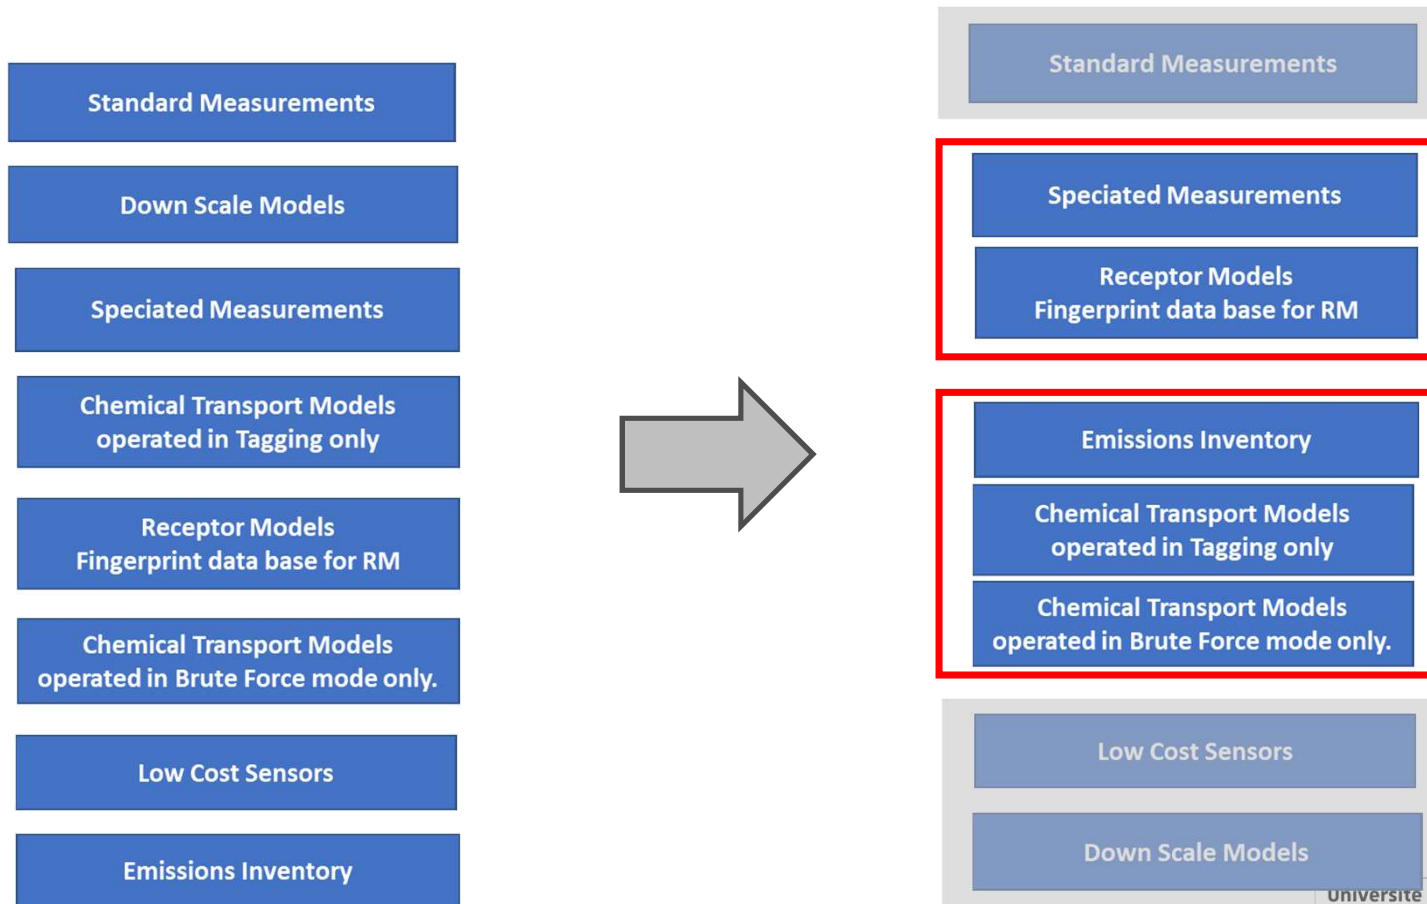 Standard Measurements
Down Scale Models
Speciated Measurements
Chemical Transport Models
operated in Tagging only
Receptor Models
Fingerprint data base for RM
Chemical Transport Models
operated in Brute Force mode only.
Low Cost Sensors
Emissions Inventory
Standard Measurements
Speciated Measurements
Receptor Models
Fingerprint data base for RM
Emissions Inventory
Chemical Transport Models
operated in Tagging only
Chemical Transport Models
operated in Brute Force mode only.
Low Cost Sensors
Down Scale Models
Université